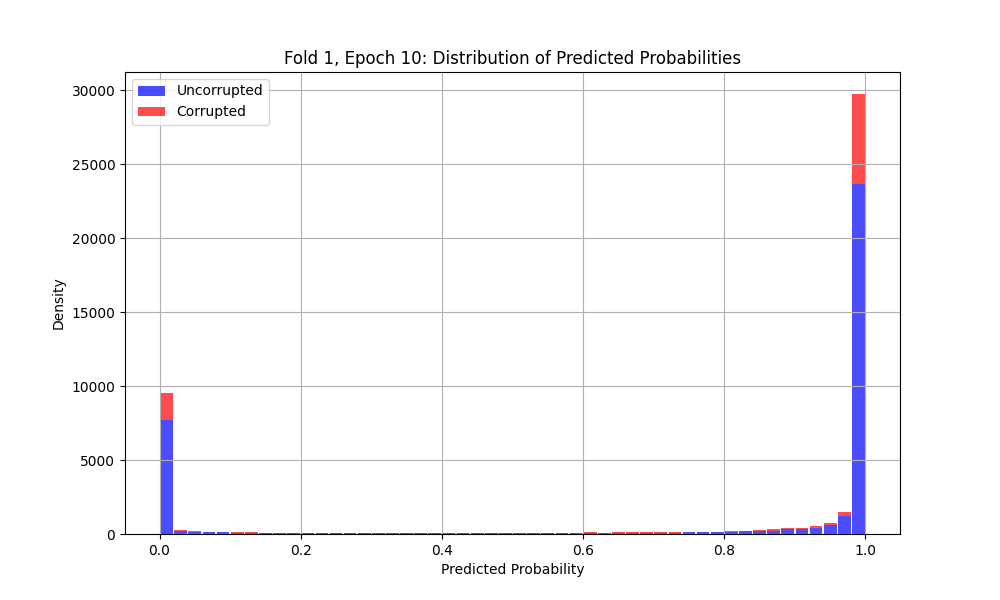 Fold 1, Epoch 10: Distribution of Predicted Probabilities
Uncorrupted
Corrupted
30000
25000
20000
15000
10000
5000
0
Density
0.0 0.2 0.4 0.6 0.8 1.0
Predicted Probability